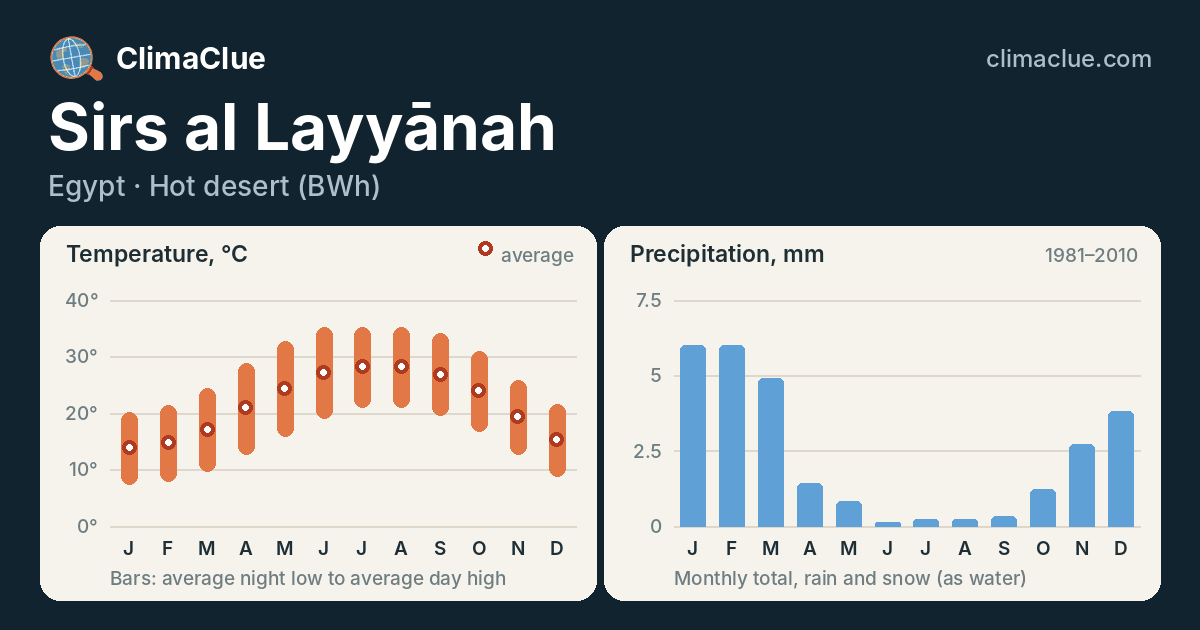 ClimaClue
climaclue.com
Sirs al Layyānah
Egypt · Hot desert (BWh)
Temperature, °C
average
40°
30°
20°
10°
0°
J F M A M J J A S O N D
Bars: average night low to average day high
Precipitation, mm
1981–2010
7.5
5
2.5
0
J F M A M J J A S O N D
Monthly total, rain and snow (as water)